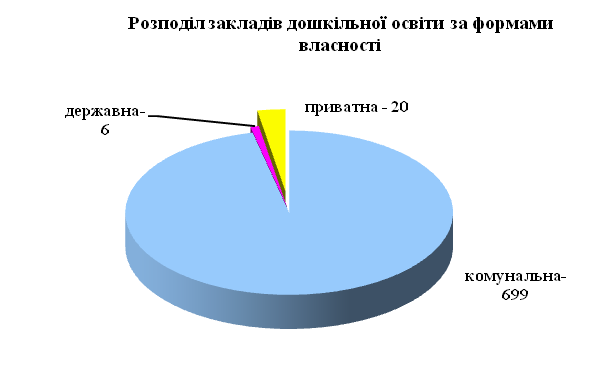 Розподіл закладів дошкільної освіти за формами
власності
державна-
6
приватна - 20
комунальна-
699